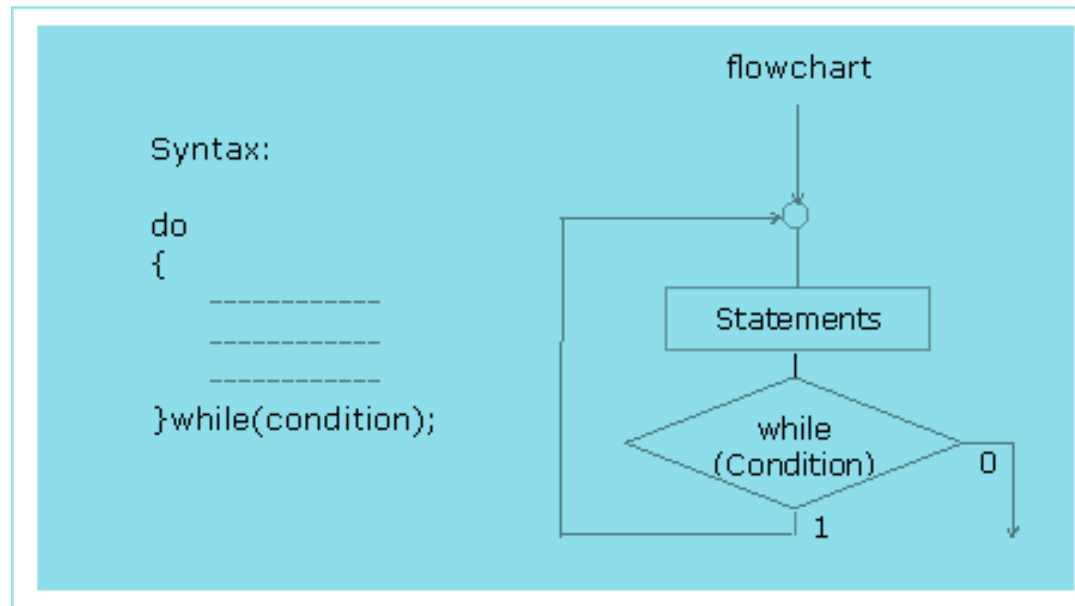 Syntax:
do
{
------------
------------
------------
}while(condition);
flowchart
Statements
while
(Condition)
0
1